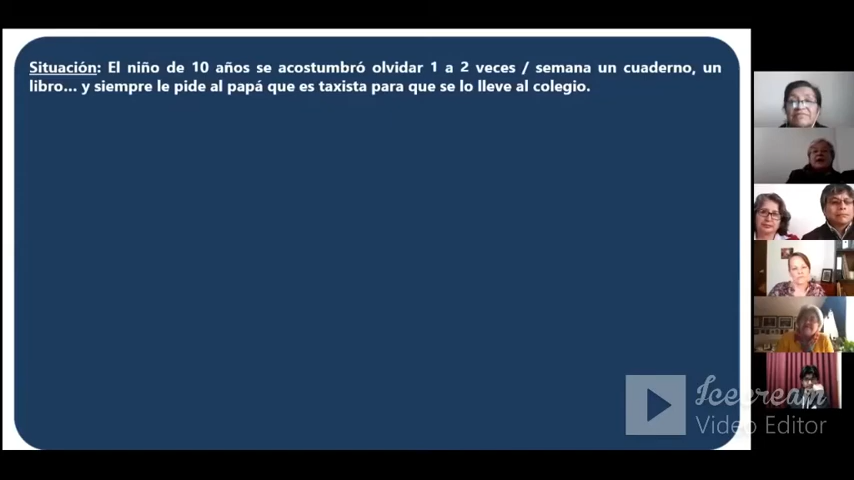 Situación: El niño de 10 años se acostumbró olvidar 1 a 2 veces / semana un cuaderno, un
libro... y siempre le pide al papá que es taxista para que se lo lleve al colegio.
Icecream
Video Editor